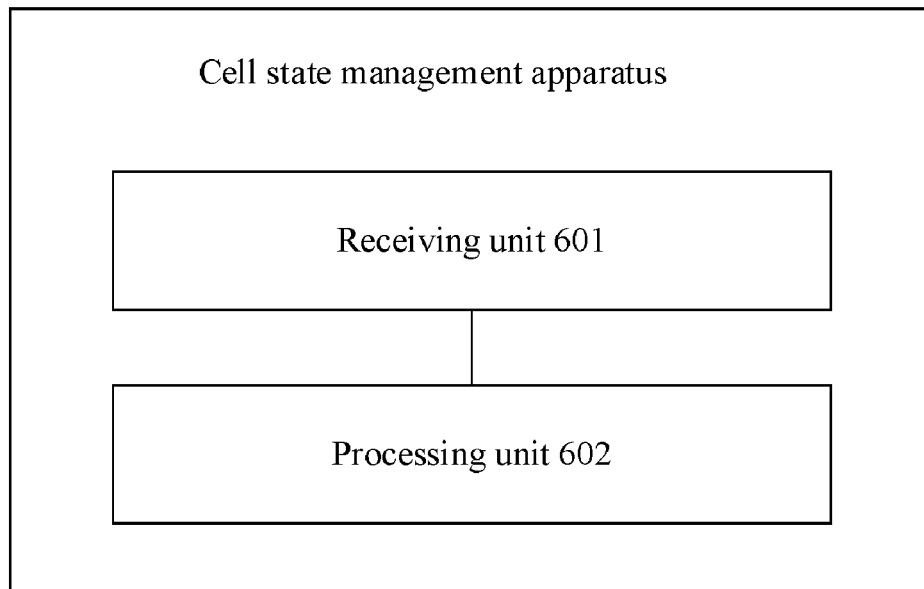 Cell state management apparatus
Receiving unit 601
Processing unit 602